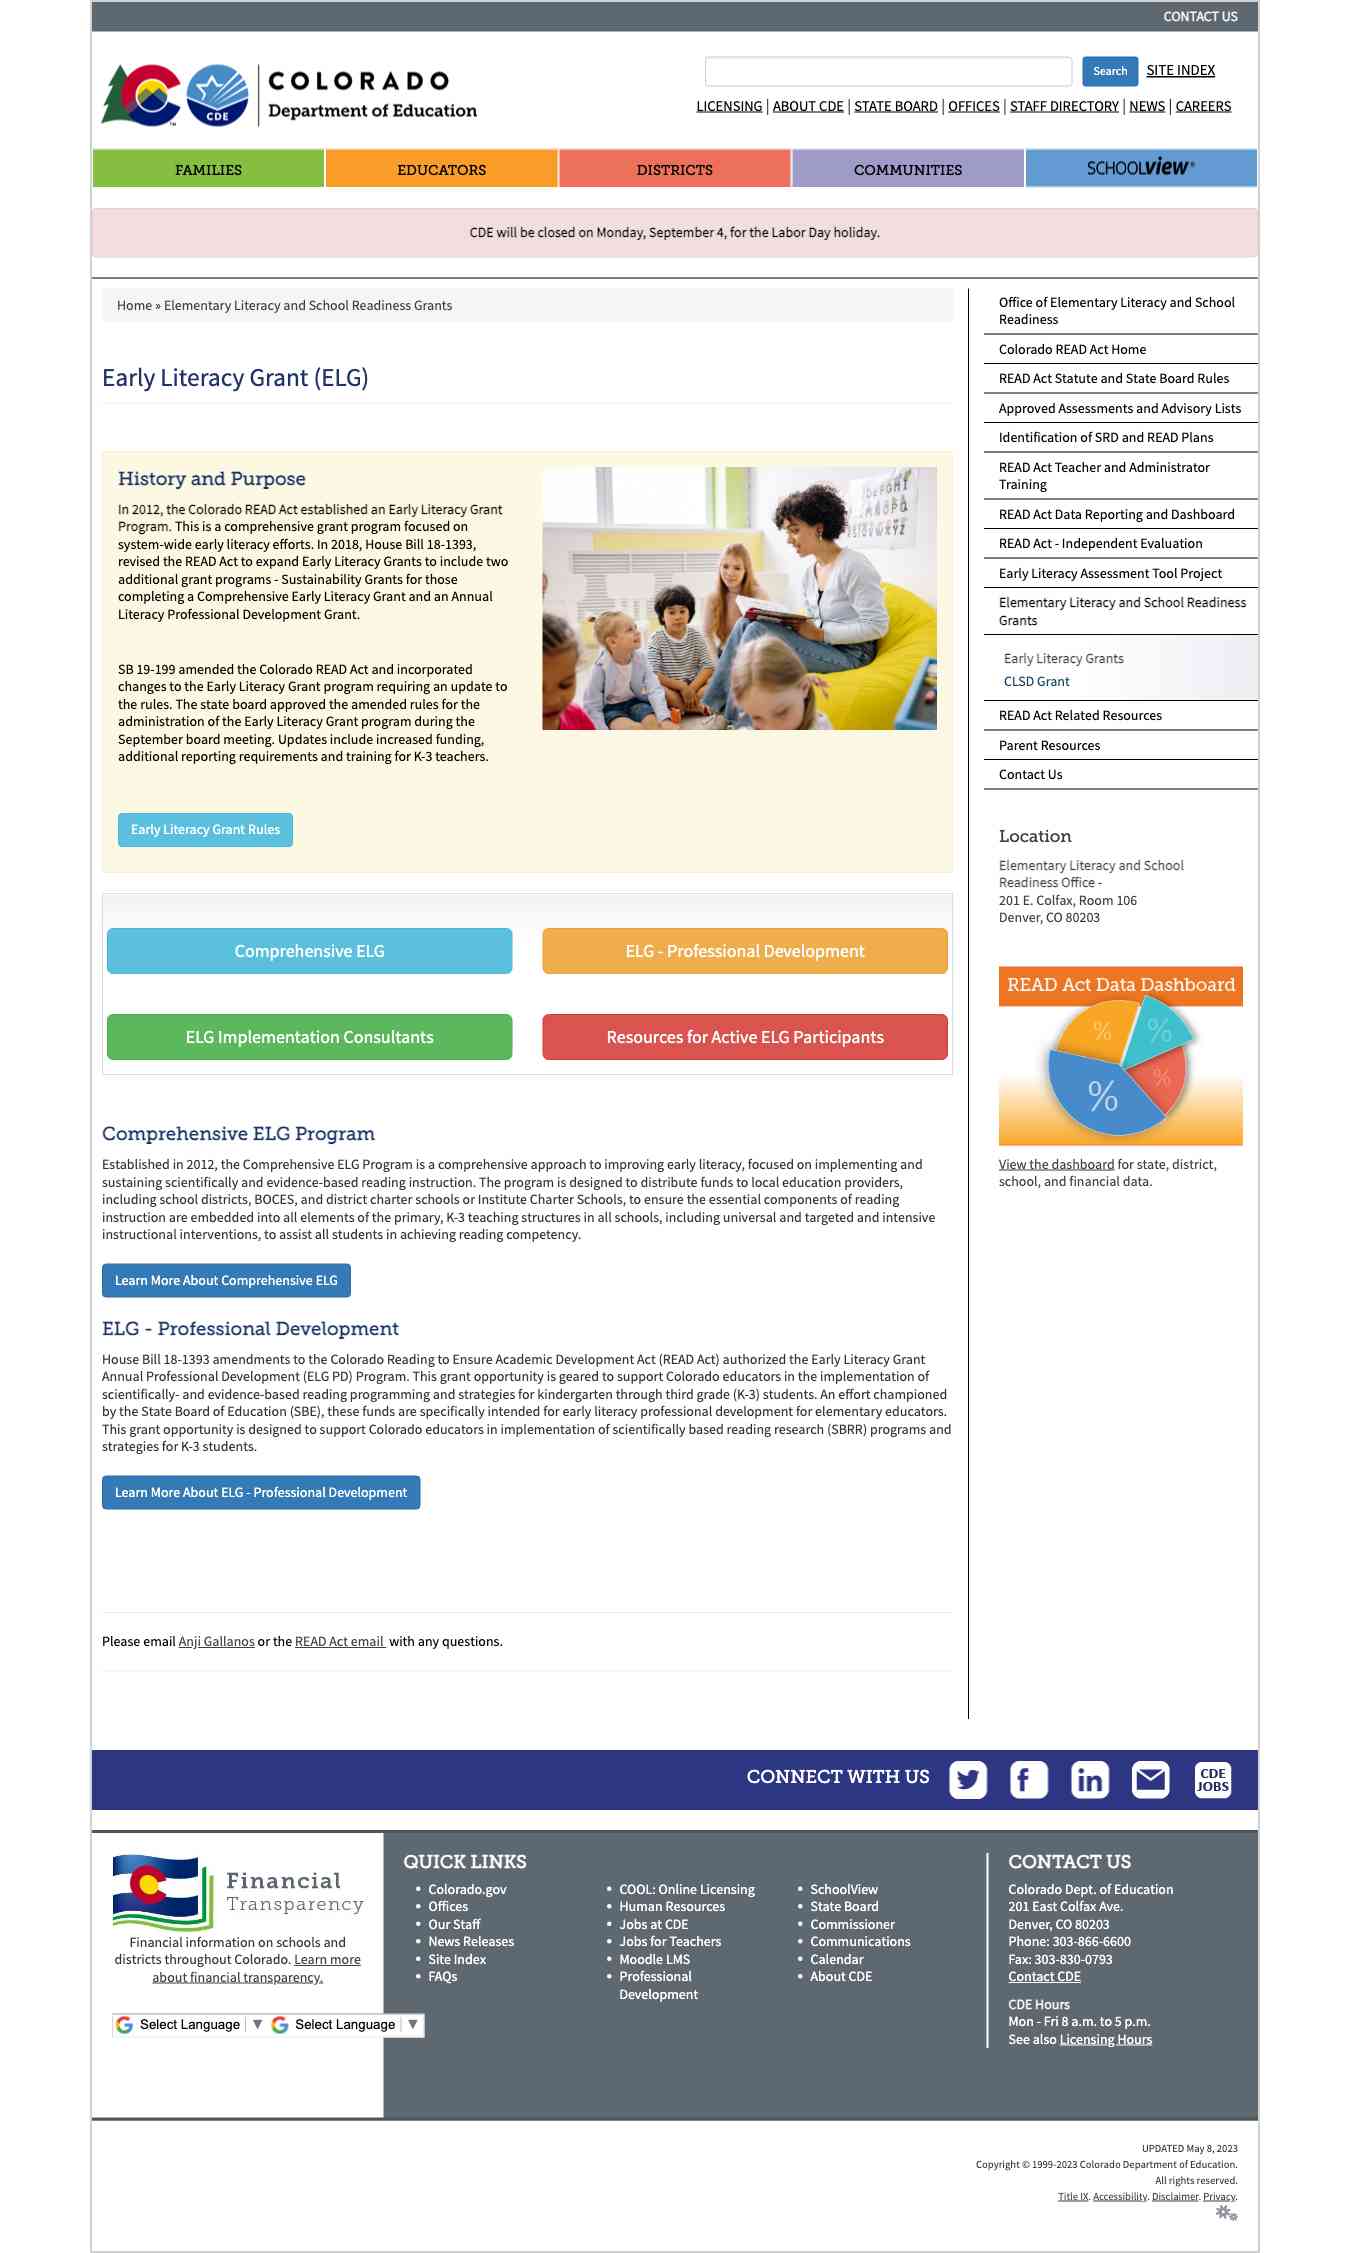 CONTACT US
COLORADO
Department of Education
CDE
TM
Search
SITE INDEX
LICENSING | ABOUT CDE | STATE BOARD | OFFICES | STAFF DIRECTORY | NEWS | CAREERS
FAMILIES
EDUCATORS
DISTRICTS
COMMUNITIES
SCHOOLview®
CDE will be closed on Monday, September 4, for the Labor Day holiday.
Home » Elementary Literacy and School Readiness Grants
Early Literacy Grant (ELG)
History and Purpose
In 2012, the Colorado READ Act established an Early Literacy Grant
Program. This is a comprehensive grant program focused on
system-wide early literacy efforts. In 2018, House Bill 18-1393,
revised the READ Act to expand Early Literacy Grants to include two
additional grant programs - Sustainability Grants for those
completing a Comprehensive Early Literacy Grant and an Annual
Literacy Professional Development Grant.
SB 19-199 amended the Colorado READ Act and incorporated
changes to the Early Literacy Grant program requiring an update to
the rules. The state board approved the amended rules for the
administration of the Early Literacy Grant program during the
September board meeting. Updates include increased funding,
additional reporting requirements and training for K-3 teachers.
Early Literacy Grant Rules
Comprehensive ELG
ELG - Professional Development
ELG Implementation Consultants
Resources for Active ELG Participants
Comprehensive ELG Program
Established in 2012, the Comprehensive ELG Program is a comprehensive approach to improving early literacy, focused on implementing and
sustaining scientifically and evidence-based reading instruction. The program is designed to distribute funds to local education providers,
including school districts, BOCES, and district charter schools or Institute Charter Schools, to ensure the essential components of reading
instruction are embedded into all elements of the primary, K-3 teaching structures in all schools, including universal and targeted and intensive
instructional interventions, to assist all students in achieving reading competency.
Learn More About Comprehensive ELG
ELG - Professional Development
House Bill 18-1393 amendments to the Colorado Reading to Ensure Academic Development Act (READ Act) authorized the Early Literacy Grant
Annual Professional Development (ELG PD) Program. This grant opportunity is geared to support Colorado educators in the implementation of
scientifically- and evidence-based reading programming and strategies for kindergarten through third grade (K-3) students. An effort championed
by the State Board of Education (SBE), these funds are specifically intended for early literacy professional development for elementary educators.
This grant opportunity is designed to support Colorado educators in implementation of scientifically based reading research (SBRR) programs and
strategies for K-3 students.
Learn More About ELG - Professional Development
Please email Anji Gallanos or the READ Act email with any questions.
Office of Elementary Literacy and School
Readiness
Colorado READ Act Home
READ Act Statute and State Board Rules
Approved Assessments and Advisory Lists
Identification of SRD and READ Plans
READ Act Teacher and Administrator
Training
READ Act Data Reporting and Dashboard
READ Act - Independent Evaluation
Early Literacy Assessment Tool Project
Elementary Literacy and School Readiness
Grants
Early Literacy Grants
CLSD Grant
READ Act Related Resources
Parent Resources
Contact Us
Location
Elementary Literacy and School
Readiness Office -
201 E. Colfax, Room 106
Denver, CO 80203
READ Act Data Dashboard
%
%
%
%
View the dashboard for state, district,
school, and financial data.
CONNECT WITH US
CDE
JOBS
Financial
Transparency
Financial information on schools and
districts throughout Colorado. Learn more
about financial transparency.
Select Language ▼ Select Language ▼
QUICK LINKS
• Colorado.gov
• Offices
• Our Staff
• News Releases
• Site Index
• FAQs
• COOL: Online Licensing
• Human Resources
• Jobs at CDE
• Jobs for Teachers
• Moodle LMS
• Professional
Development
• SchoolView
• State Board
• Commissioner
• Communications
• Calendar
• About CDE
CONTACT US
Colorado Dept. of Education
201 East Colfax Ave.
Denver, CO 80203
Phone: 303-866-6600
Fax: 303-830-0793
Contact CDE
CDE Hours
Mon - Fri 8 a.m. to 5 p.m.
See also Licensing Hours
UPDATED May 8, 2023
Copyright © 1999-2023 Colorado Department of Education.
All rights reserved.
Title IX. Accessibility. Disclaimer. Privacy.